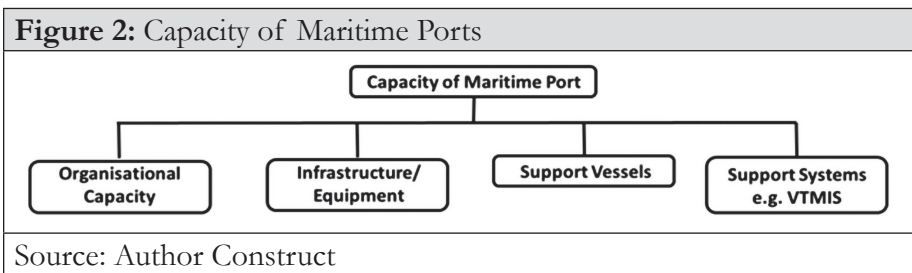 Figure 2: Capacity of Maritime Ports
Capacity of Maritime Port
Organisational
Capacity
Infrastructure/
Equipment
Support Vessels
Support Systems
e.g. VTMIS
Source: Author Construct